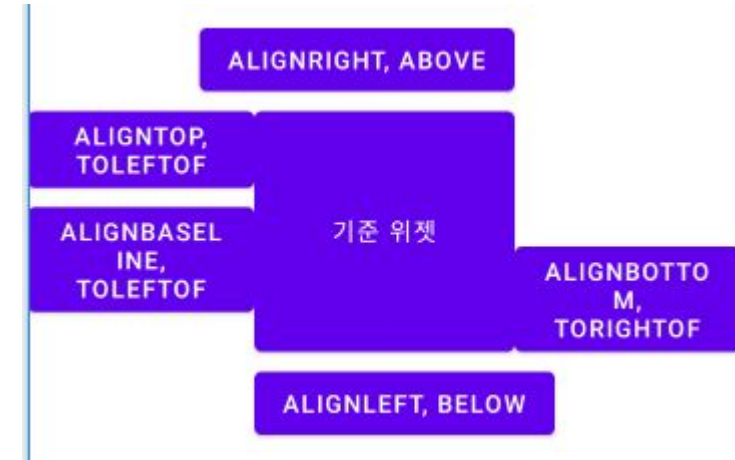 ALIGNRIGHT, ABOVE
ALIGNTOP,
TOLEFTOF
ALIGNBASEL
INE,
TOLEFTOF
기준 위젯
ALIGNBOTTO
M,
TORIGHTOF
ALIGNLEFT, BELOW